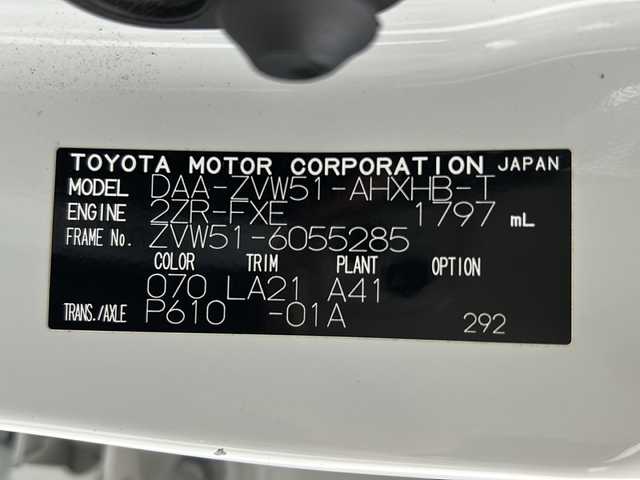 TOYOTA MOTOR CORPORATION JAPAN
MODEL DAA-ZVW51-AHXHB-T
ENGINE 2ZR-FXE 1797 mL
FRAME No. ZVW51-6055285
COLOR TRIM PLANT OPTION
070 LA21 A41
TRANS./AXLE P610 -01A 292